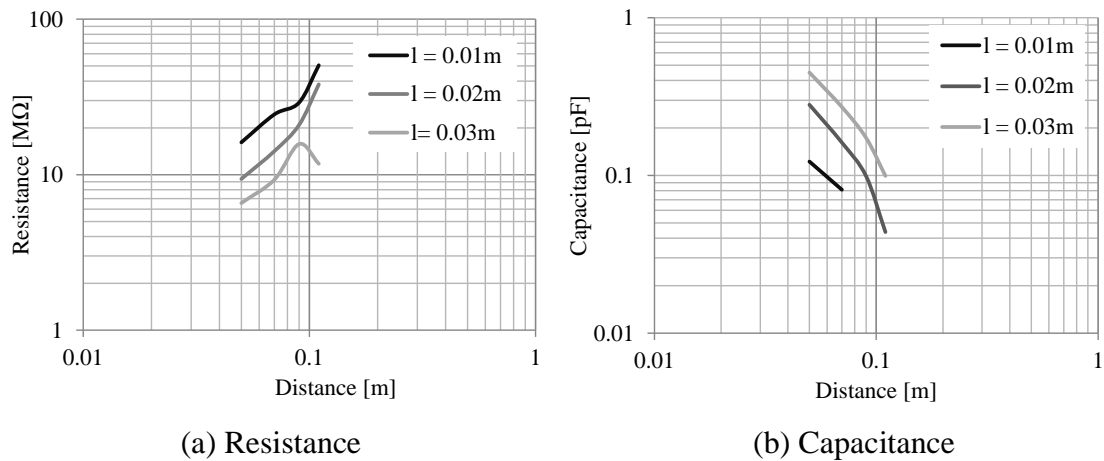 100
10
1
Resistance [MΩ]
l = 0.01m
l = 0.02m
l= 0.03m
0.01
0.1
1
Distance [m]
(a) Resistance
1
0.1
0.01
Capacitance [pF]
l = 0.01m
l = 0.02m
l = 0.03m
0.01
0.1
1
Distance [m]
(b) Capacitance